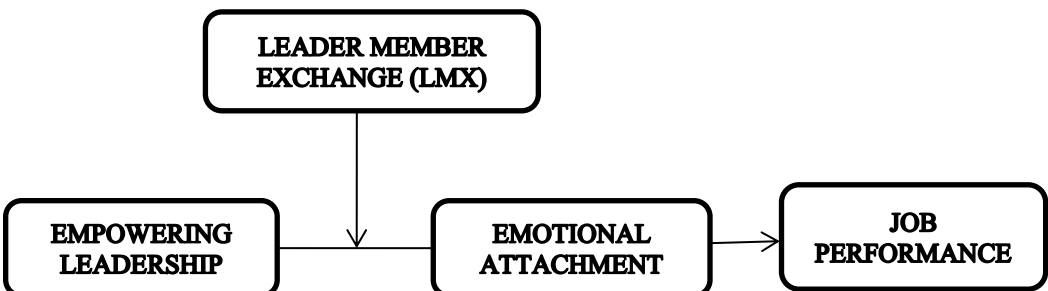 LEADER MEMBER
EXCHANGE (LMX)
EMPOWERING
LEADERSHIP
EMOTIONAL
ATTACHMENT
JOB
PERFORMANCE